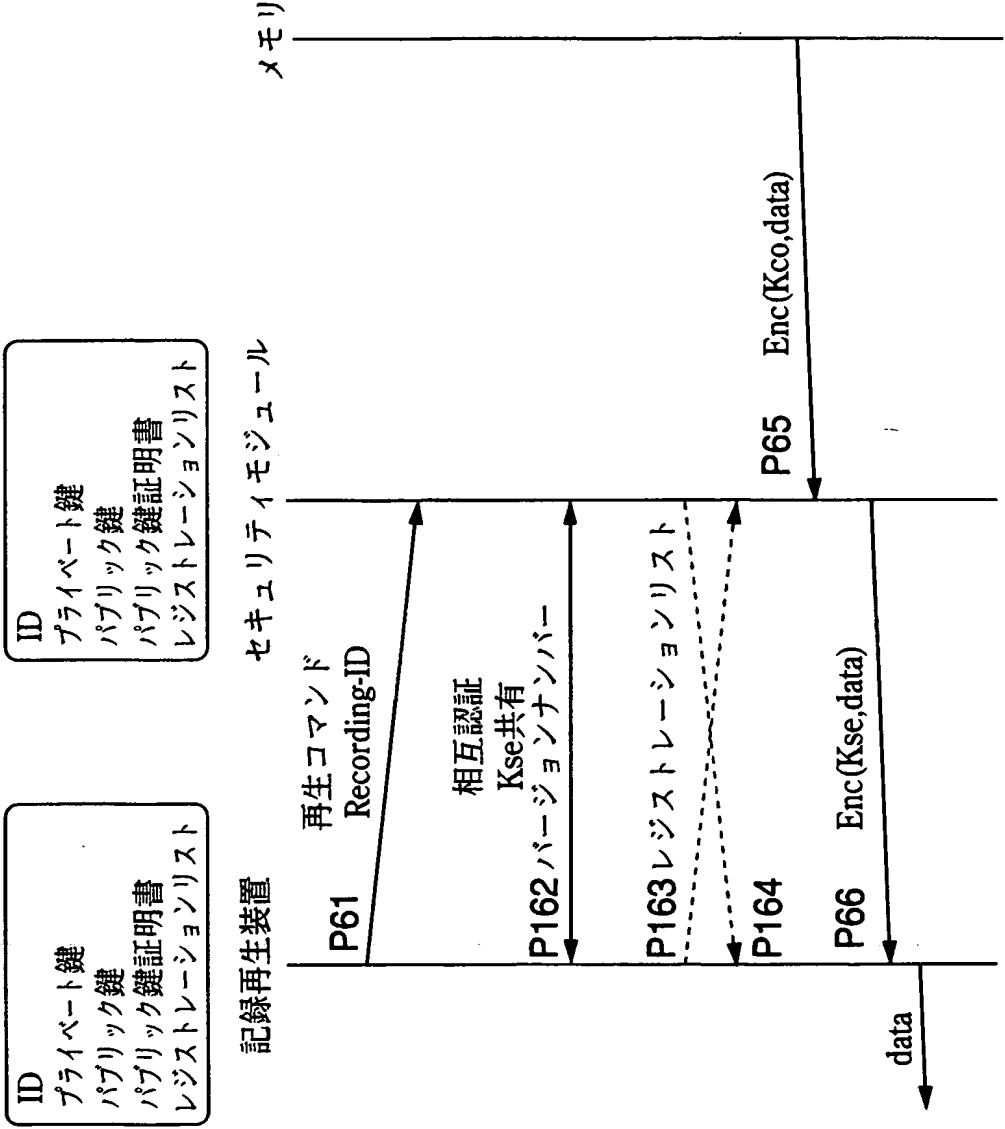 ID
プライベート鍵
パブリック鍵
パブリック鍵証明書
レジストレーションリスト
ID
プライベート鍵
パブリック鍵
パブリック鍵証明書
レジストレーションリスト
記録再生装置
セキュリティモジュール
メモリ
再生コマンド
P61
Recording-ID
相互認証
Kse共有
P162 バージョンナンバー
P163 レジストレーションリスト
P164
P65
Enc(Kco,data)
P66
Enc(Kse,data)
data